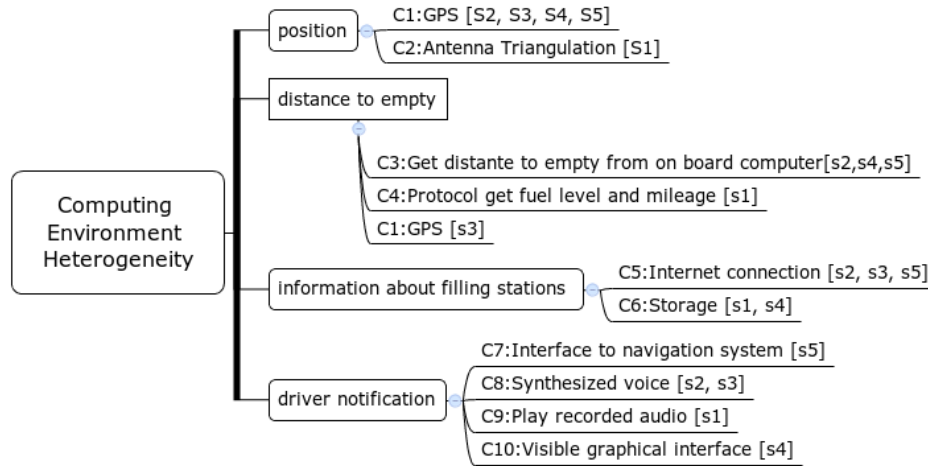 Computing
Environment
Heterogeneity
position
C1:GPS [S2, S3, S4, S5]
C2:Antenna Triangulation [S1]
distance to empty
C3:Get distante to empty from on board computer[s2,s4,s5]
C4:Protocol get fuel level and mileage [s1]
C1:GPS [s3]
information about filling stations
C5:Internet connection [s2, s3, s5]
C6:Storage [s1, s4]
driver notification
C7:Interface to navigation system [s5]
C8:Synthesized voice [s2, s3]
C9:Play recorded audio [s1]
C10:Visible graphical interface [s4]